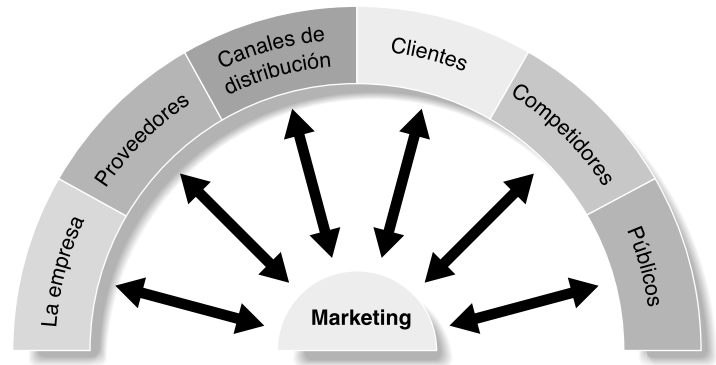 La empresa
Proveedores
Canales de
distribución
Clientes
Competidores
Públicos
Marketing